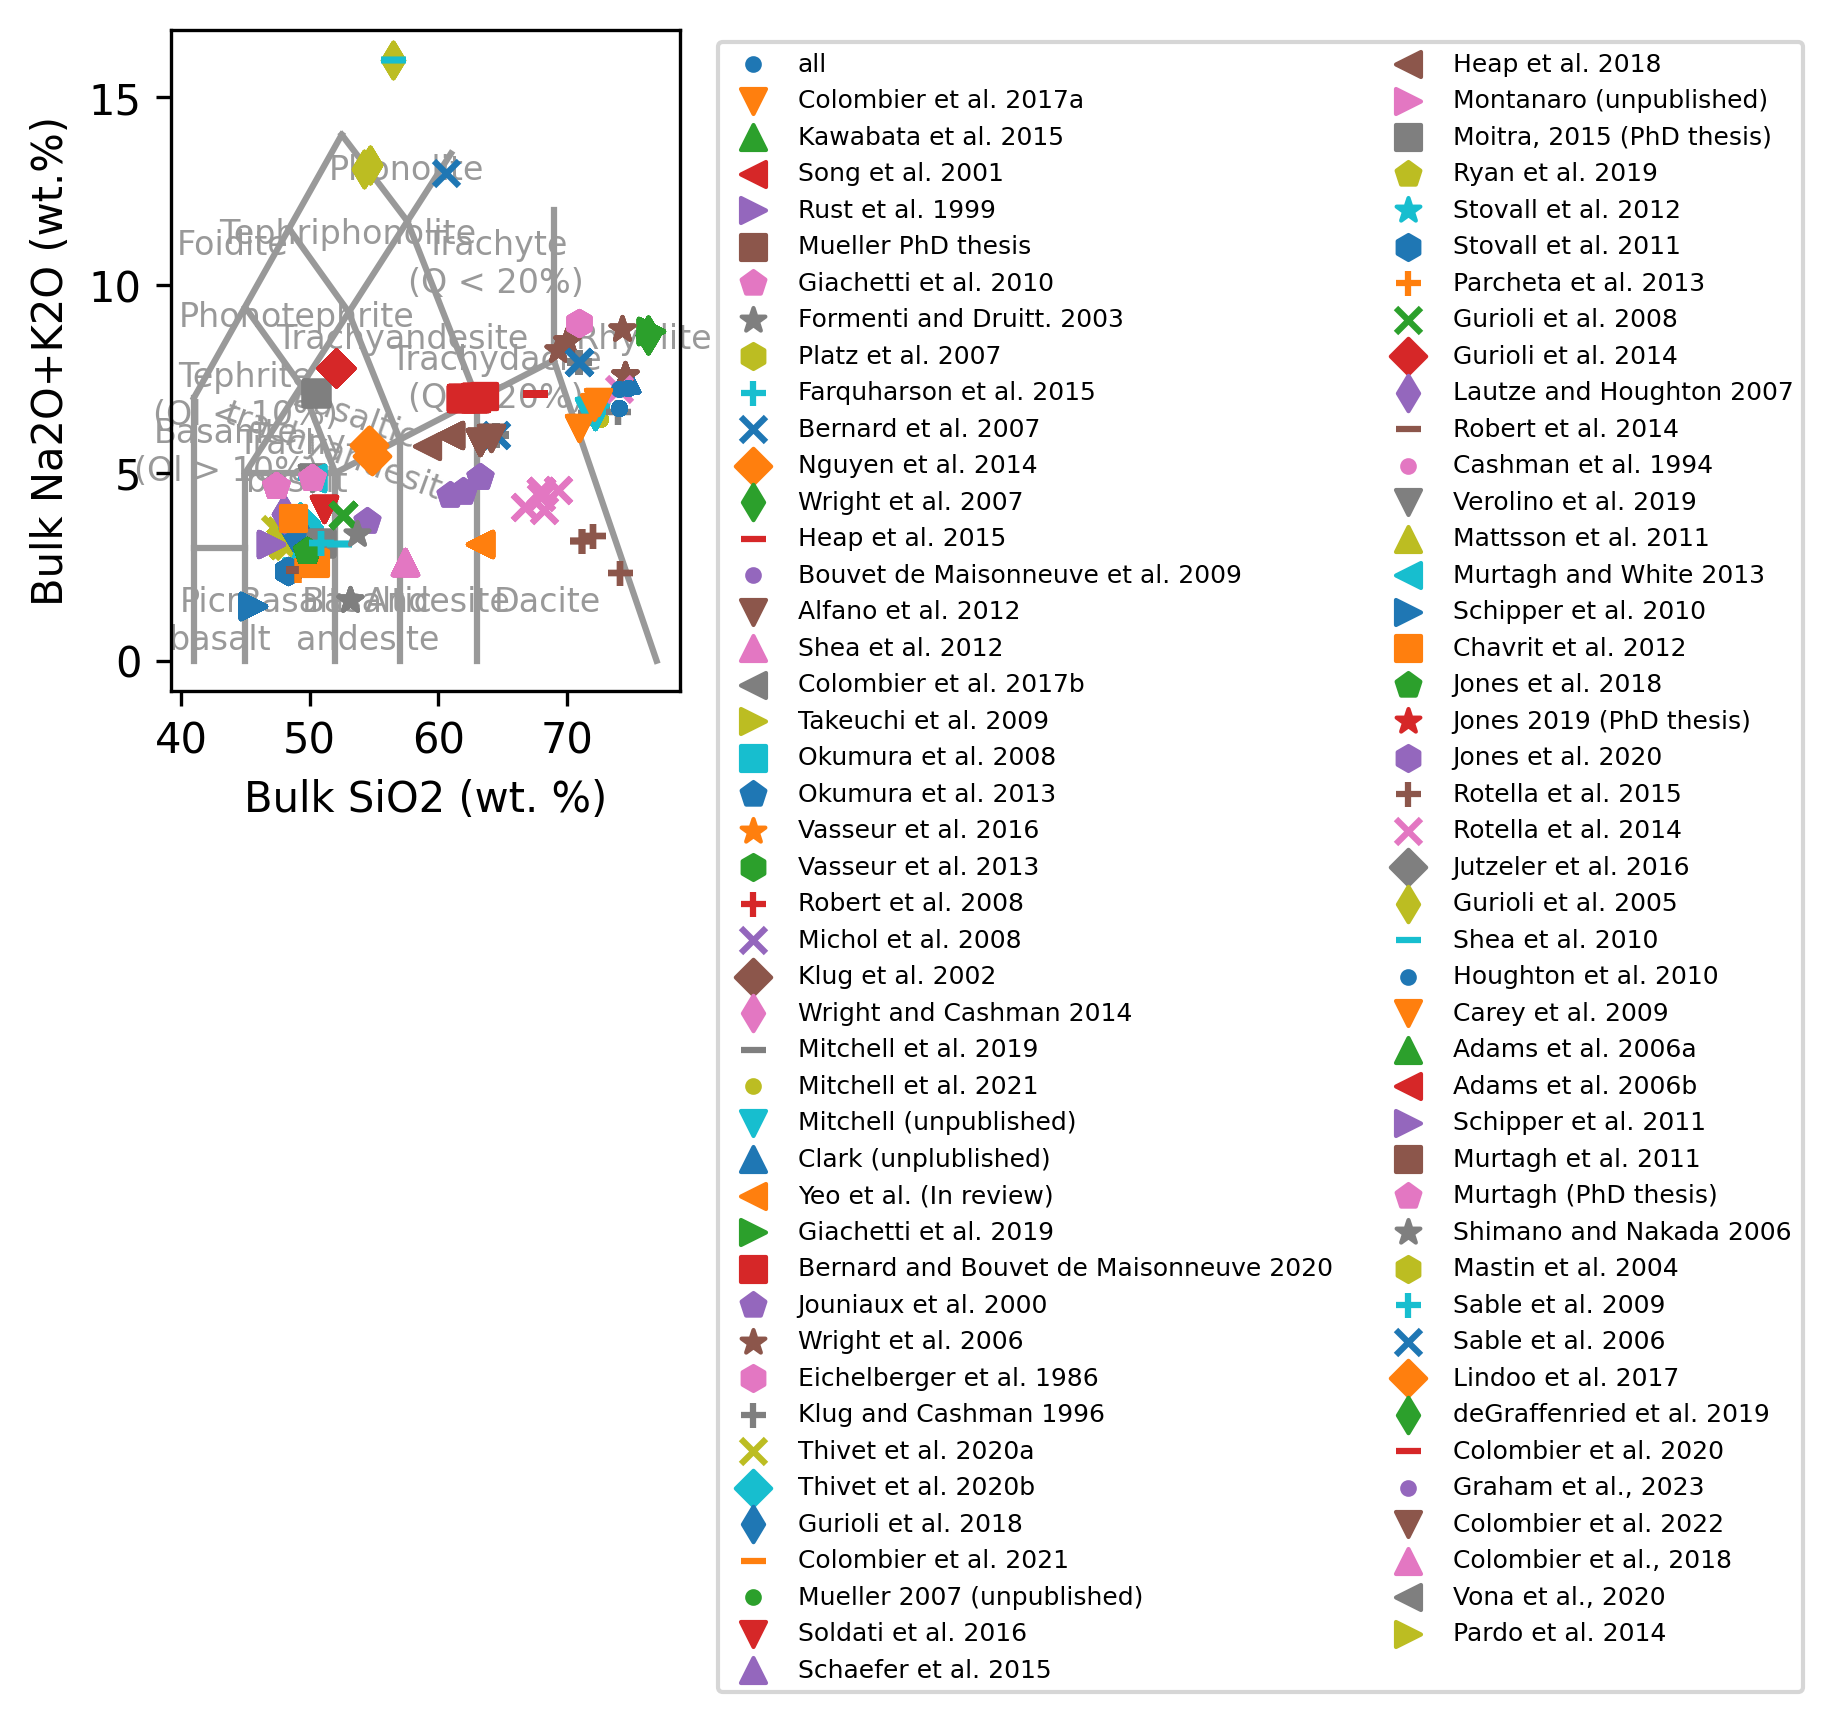 15
10
5
0
40
50
60
70
Bulk Na2O+K2O (wt.%)
Bulk SiO2 (wt. %)
Phonolite
Tephriphonolite
Foidite
Trachyte
(Q < 20%)
Phonotephrite
Trachyandesite
Rhyolite
Trachydacite
Tephrite
Basanite
(Ol > 10%)
Dacite
Andesite
andesite
basalt
all
Colombier et al. 2017a
Kawabata et al. 2015
Song et al. 2001
Rust et al. 1999
Mueller PhD thesis
Giachetti et al. 2010
Formenti and Druitt. 2003
Platz et al. 2007
Farquharson et al. 2015
Bernard et al. 2007
Nguyen et al. 2014
Wright et al. 2007
Heap et al. 2015
Bouvet de Maisonneuve et al. 2009
Alfano et al. 2012
Shea et al. 2012
Colombier et al. 2017b
Takeuchi et al. 2009
Okumura et al. 2008
Okumura et al. 2013
Vasseur et al. 2016
Vasseur et al. 2013
Robert et al. 2008
Michol et al. 2008
Klug et al. 2002
Wright and Cashman 2014
Mitchell et al. 2019
Mitchell et al. 2021
Mitchell (unpublished)
Clark (unplublished)
Yeo et al. (In review)
Giachetti et al. 2019
Bernard and Bouvet de Maisonneuve 2020
Jouniaux et al. 2000
Wright et al. 2006
Eichelberger et al. 1986
Klug and Cashman 1996
Thivet et al. 2020a
Thivet et al. 2020b
Gurioli et al. 2018
Colombier et al. 2021
Mueller 2007 (unpublished)
Soldati et al. 2016
Schaefer et al. 2015
Heap et al. 2018
Montanaro (unpublished)
Moitra, 2015 (PhD thesis)
Ryan et al. 2019
Stovall et al. 2012
Stovall et al. 2011
Parcheta et al. 2013
Gurioli et al. 2008
Gurioli et al. 2014
Lautze and Houghton 2007
Robert et al. 2014
Cashman et al. 1994
Verolino et al. 2019
Mattsson et al. 2011
Murtagh and White 2013
Schipper et al. 2010
Chavrit et al. 2012
Jones et al. 2018
Jones 2019 (PhD thesis)
Jones et al. 2020
Rotella et al. 2015
Rotella et al. 2014
Jutzeler et al. 2016
Gurioli et al. 2005
Shea et al. 2010
Houghton et al. 2010
Carey et al. 2009
Adams et al. 2006a
Adams et al. 2006b
Schipper et al. 2011
Murtagh et al. 2011
Murtagh (PhD thesis)
Shimano and Nakada 2006
Mastin et al. 2004
Sable et al. 2009
Sable et al. 2006
Lindoo et al. 2017
deGraffenried et al. 2019
Colombier et al. 2020
Graham et al., 2023
Colombier et al. 2022
Colombier et al., 2018
Vona et al., 2020
Pardo et al. 2014